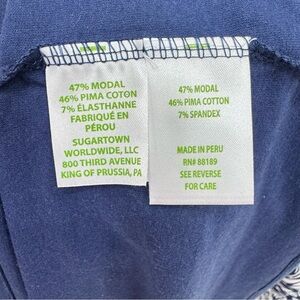 47% MODAL
46% PIMA COTON
7% ÉLASTHANNE
FABRIQUÉ EN
PÉROU
SUGARTOWN
WORLDWIDE, LLC
800 THIRD AVENUE
KING OF PRUSSIA, PA
47% MODAL
46% PIMA COTTON
7% SPANDEX
MADE IN PERU
RN# 88189
SEE REVERSE
FOR CARE